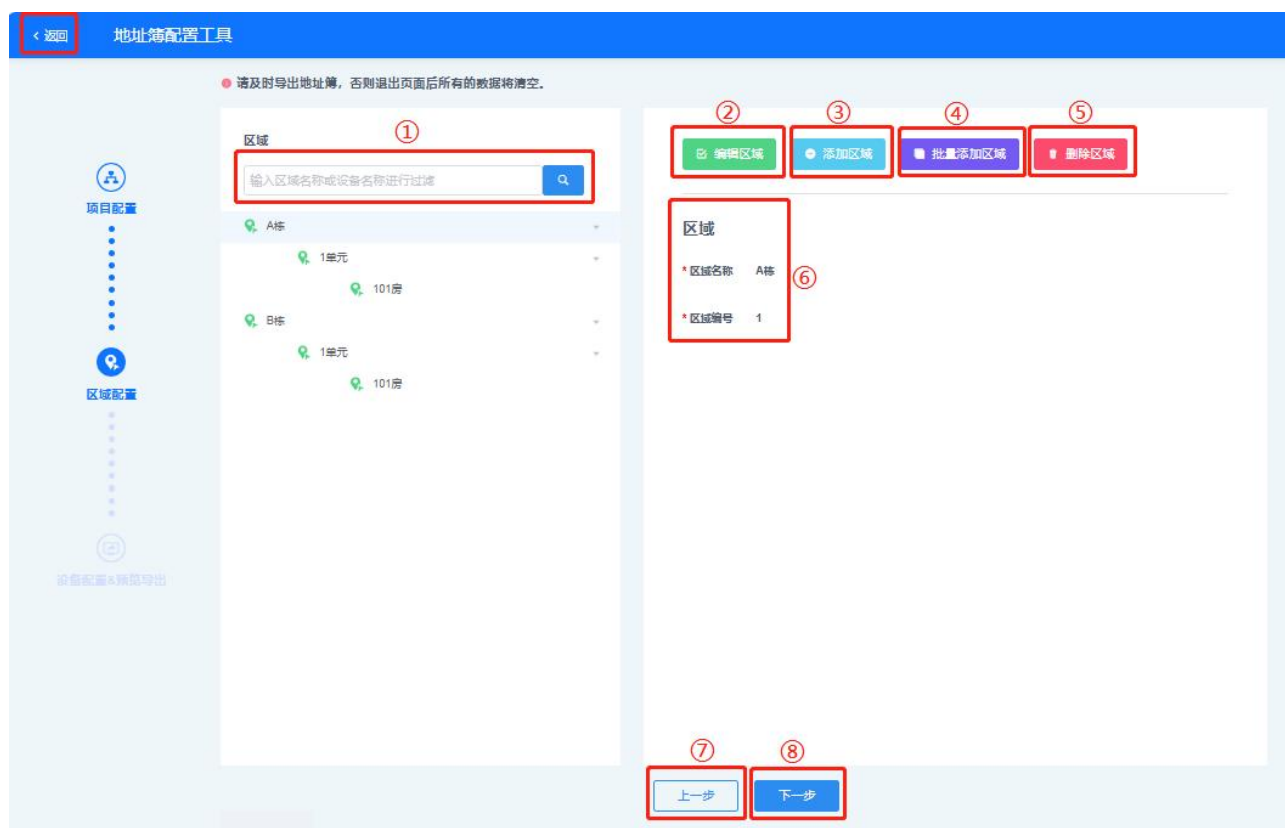 < 返回 地址簿配置工具
请及时导出地址簿，否则退出页面后所有的数据将清空。
区域 ①
输入区域名称或设备名称进行过滤
A栋
1单元
101房
B栋
1单元
101房
项目配置
区域配置
设备配置&预览导出
② ③ ④ ⑤
编辑区域 添加区域 批量添加区域 删除区域
区域
*区域名称 A栋
⑥
*区域编号 1
⑦ ⑧
上一步 下一步